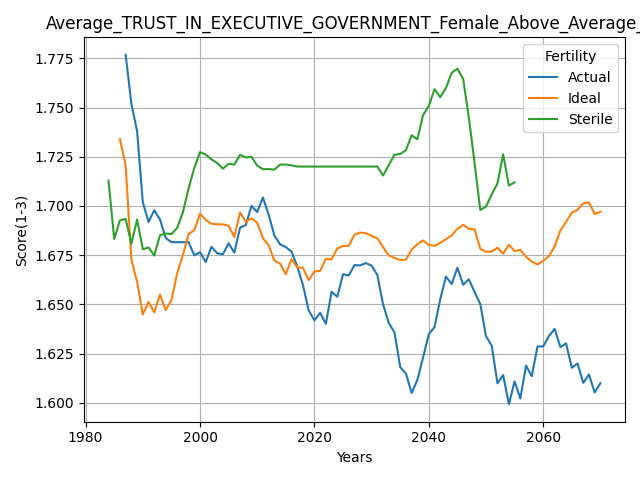 Average_TRUST_IN_EXECUTIVE_GOVERNMENT_Female_Above_Average_
Fertility
Actual
Ideal
Sterile
Score(1-3)
1.775
1.750
1.725
1.700
1.675
1.650
1.625
1.600
1980 2000 2020 2040 2060
Years